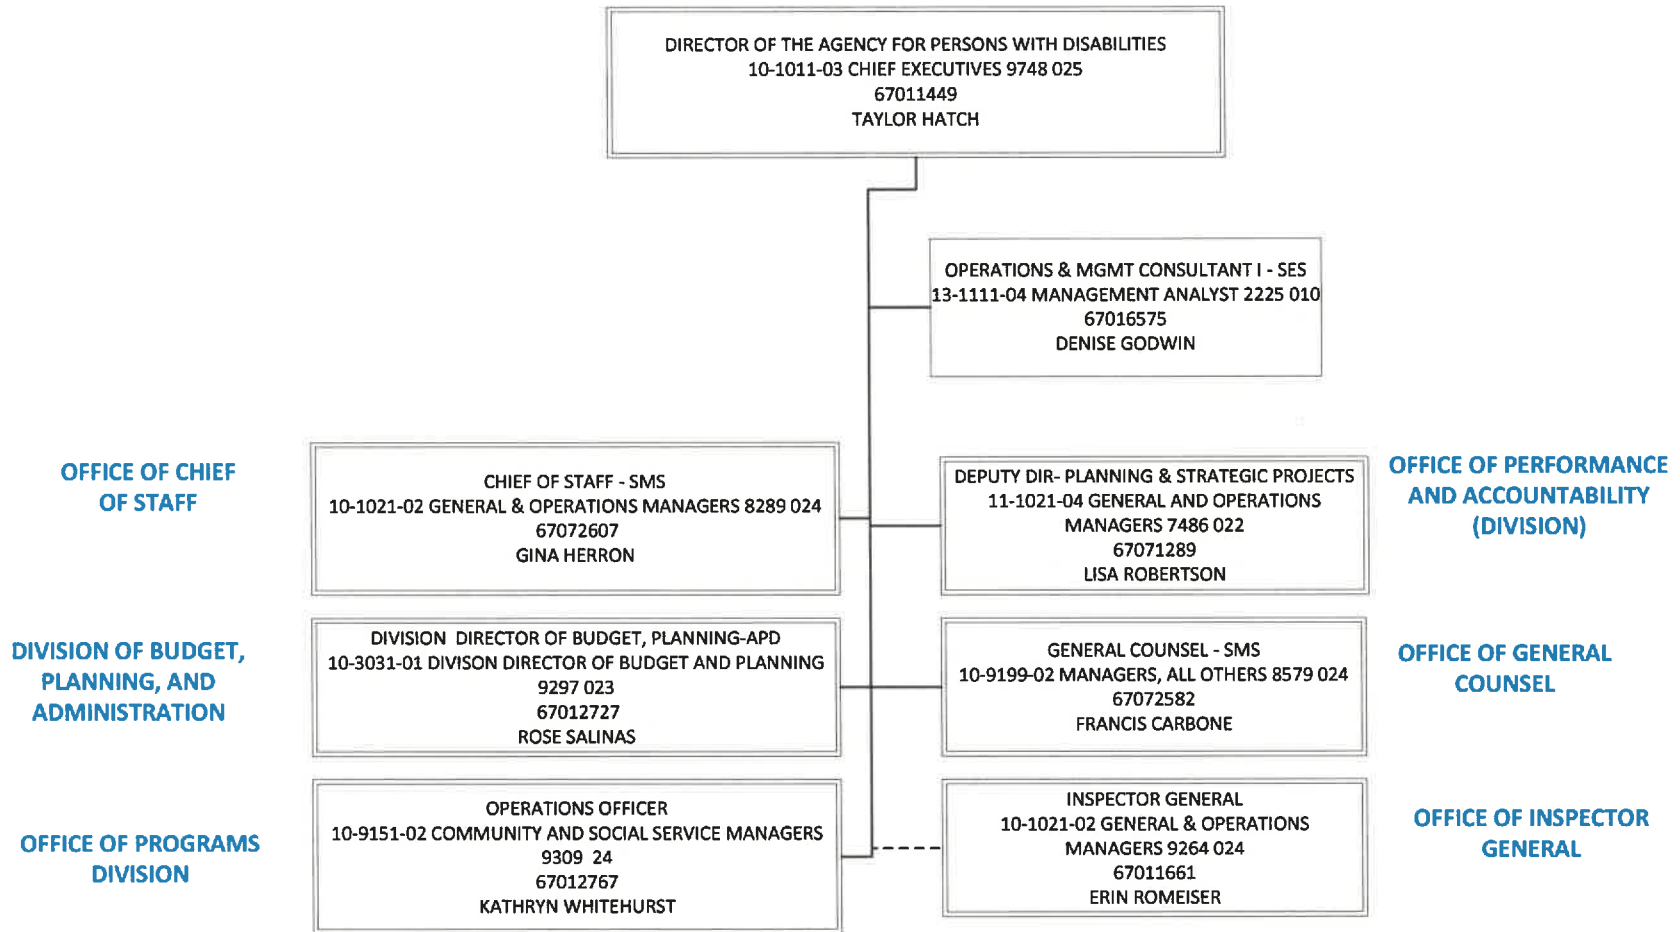 DIRECTOR OF THE AGENCY FOR PERSONS WITH DISABILITIES
10-1011-03 CHIEF EXECUTIVES 9748 025
67011449
TAYLOR HATCH
OPERATIONS & MGMT CONSULTANT I - SES
13-1111-04 MANAGEMENT ANALYST 2225 010
67016575
DENISE GODWIN
OFFICE OF CHIEF
OF STAFF
CHIEF OF STAFF - SMS
10-1021-02 GENERAL & OPERATIONS MANAGERS 8289 024
67072607
GINA HERRON
DEPUTY DIR- PLANNING & STRATEGIC PROJECTS
11-1021-04 GENERAL AND OPERATIONS
MANAGERS 7486 022
67071289
LISA ROBERTSON
OFFICE OF PERFORMANCE
AND ACCOUNTABILITY
(DIVISION)
DIVISION OF BUDGET,
PLANNING, AND
ADMINISTRATION
DIVISION  DIRECTOR OF BUDGET, PLANNING-APD
10-3031-01 DIVISON DIRECTOR OF BUDGET AND PLANNING
9297 023
67012727
ROSE SALINAS
GENERAL COUNSEL - SMS
10-9199-02 MANAGERS, ALL OTHERS 8579 024
67072582
FRANCIS CARBONE
OFFICE OF GENERAL
COUNSEL
OFFICE OF PROGRAMS
DIVISION
OPERATIONS OFFICER
10-9151-02 COMMUNITY AND SOCIAL SERVICE MANAGERS
9309  24
67012767
KATHRYN WHITEHURST
INSPECTOR GENERAL
10-1021-02 GENERAL & OPERATIONS
MANAGERS 9264 024
67011661
ERIN ROMEISER
OFFICE OF INSPECTOR
GENERAL